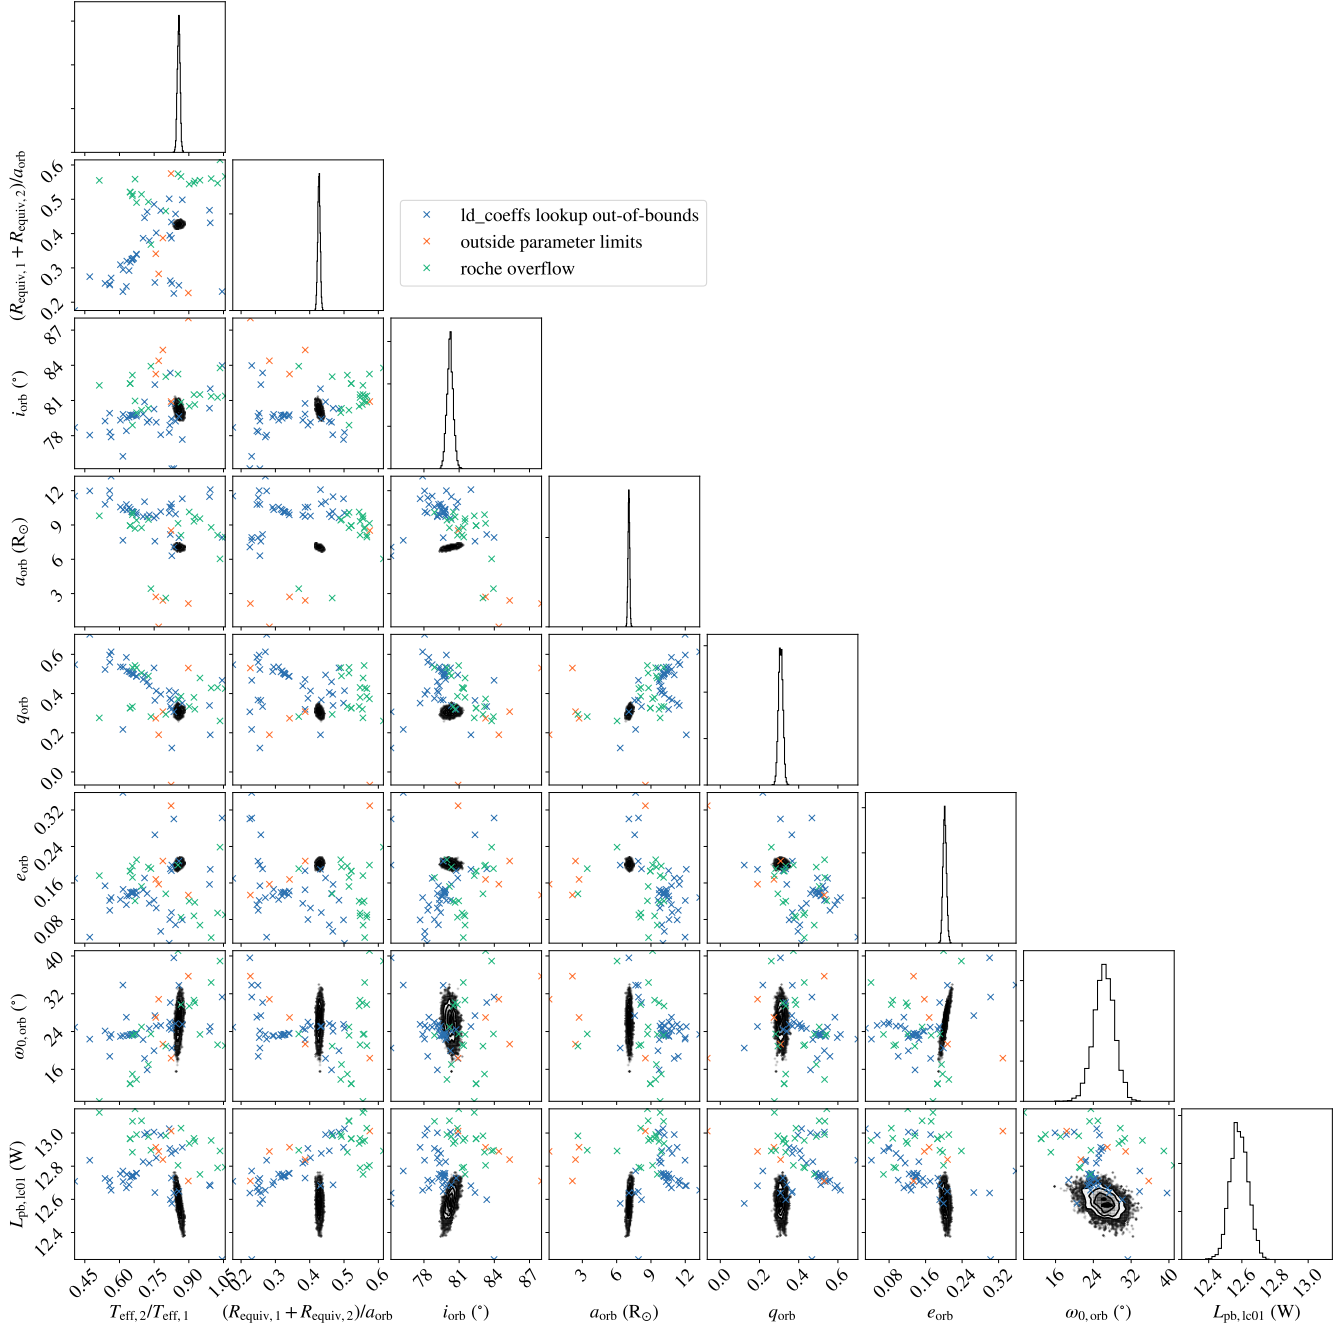 (R_equiv, 1 + R_equiv, 2)/a_orb
0.6
0.5
0.4
0.3
0.2
ld_coeffs lookup out-of-bounds
outside parameter limits
roche overflow
i_orb (°)
87
84
81
78
a_orb (R☉)
12
9
6
3
q_orb
0.6
0.4
0.2
0.0
e_orb
0.32
0.24
0.16
0.08
ω_0, orb (°)
40
32
24
16
L_pb, lc01 (W)
13.0
12.8
12.6
12.4
0.45 0.60 0.75 0.90 1.05
0.2 0.3 0.4 0.5 0.6
78 81 84 87
3 6 9 12
0.0 0.2 0.4 0.6
0.08 0.16 0.24 0.32
16 24 32 40
12.4 12.6 12.8 13.0
T_eff, 2/T_eff, 1
(R_equiv, 1 + R_equiv, 2)/a_orb
i_orb (°)
a_orb (R☉)
q_orb
e_orb
ω_0, orb (°)
L_pb, lc01 (W)